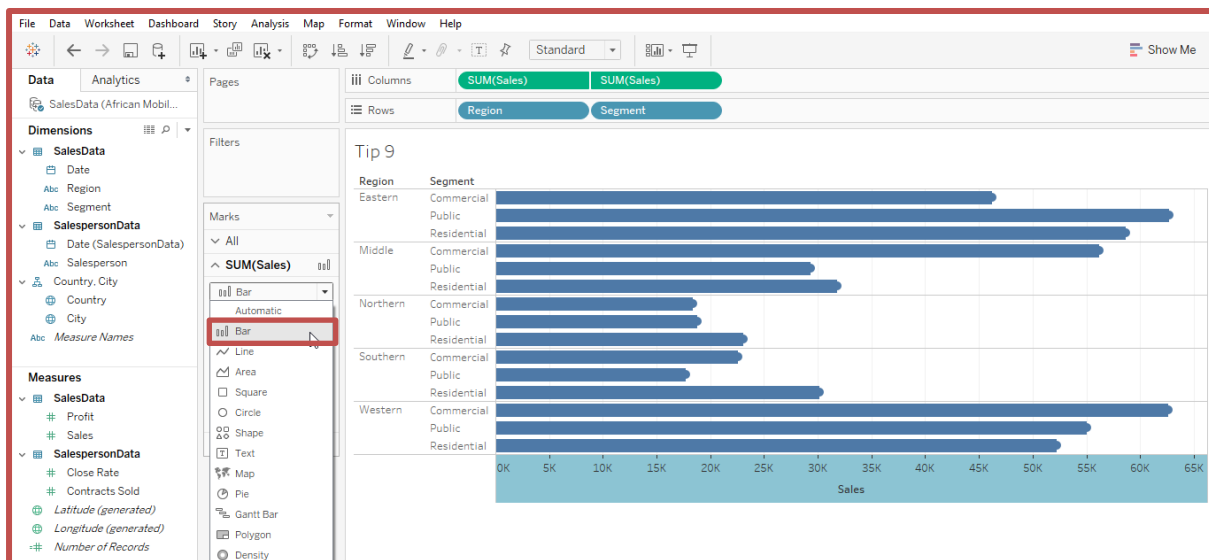 File Data Worksheet Dashboard Story Analysis Map Format Window Help
Standard Show Me
Data Analytics
SalesData (African Mobil...
Dimensions
SalesData
Date
Abc Region
Abc Segment
SalespersonData
Date (SalespersonData)
Abc Salesperson
Country, City
Country
City
Abc Measure Names
Measures
SalesData
# Profit
# Sales
SalespersonData
# Close Rate
# Contracts Sold
Latitude (generated)
Longitude (generated)
=# Number of Records
Pages
Filters
Marks
All
SUM(Sales)
Bar
Automatic
Bar
Line
Area
Square
Circle
Shape
T Text
Map
Pie
Gantt Bar
Polygon
Density
iii Columns SUM(Sales) SUM(Sales)
Rows Region Segment
Tip 9
Region Segment
Eastern Commercial
Public
Residential
Middle Commercial
Public
Residential
Northern Commercial
Public
Residential
Southern Commercial
Public
Residential
Western Commercial
Public
Residential
0K 5K 10K 15K 20K 25K 30K 35K 40K 45K 50K 55K 60K 65K
Sales